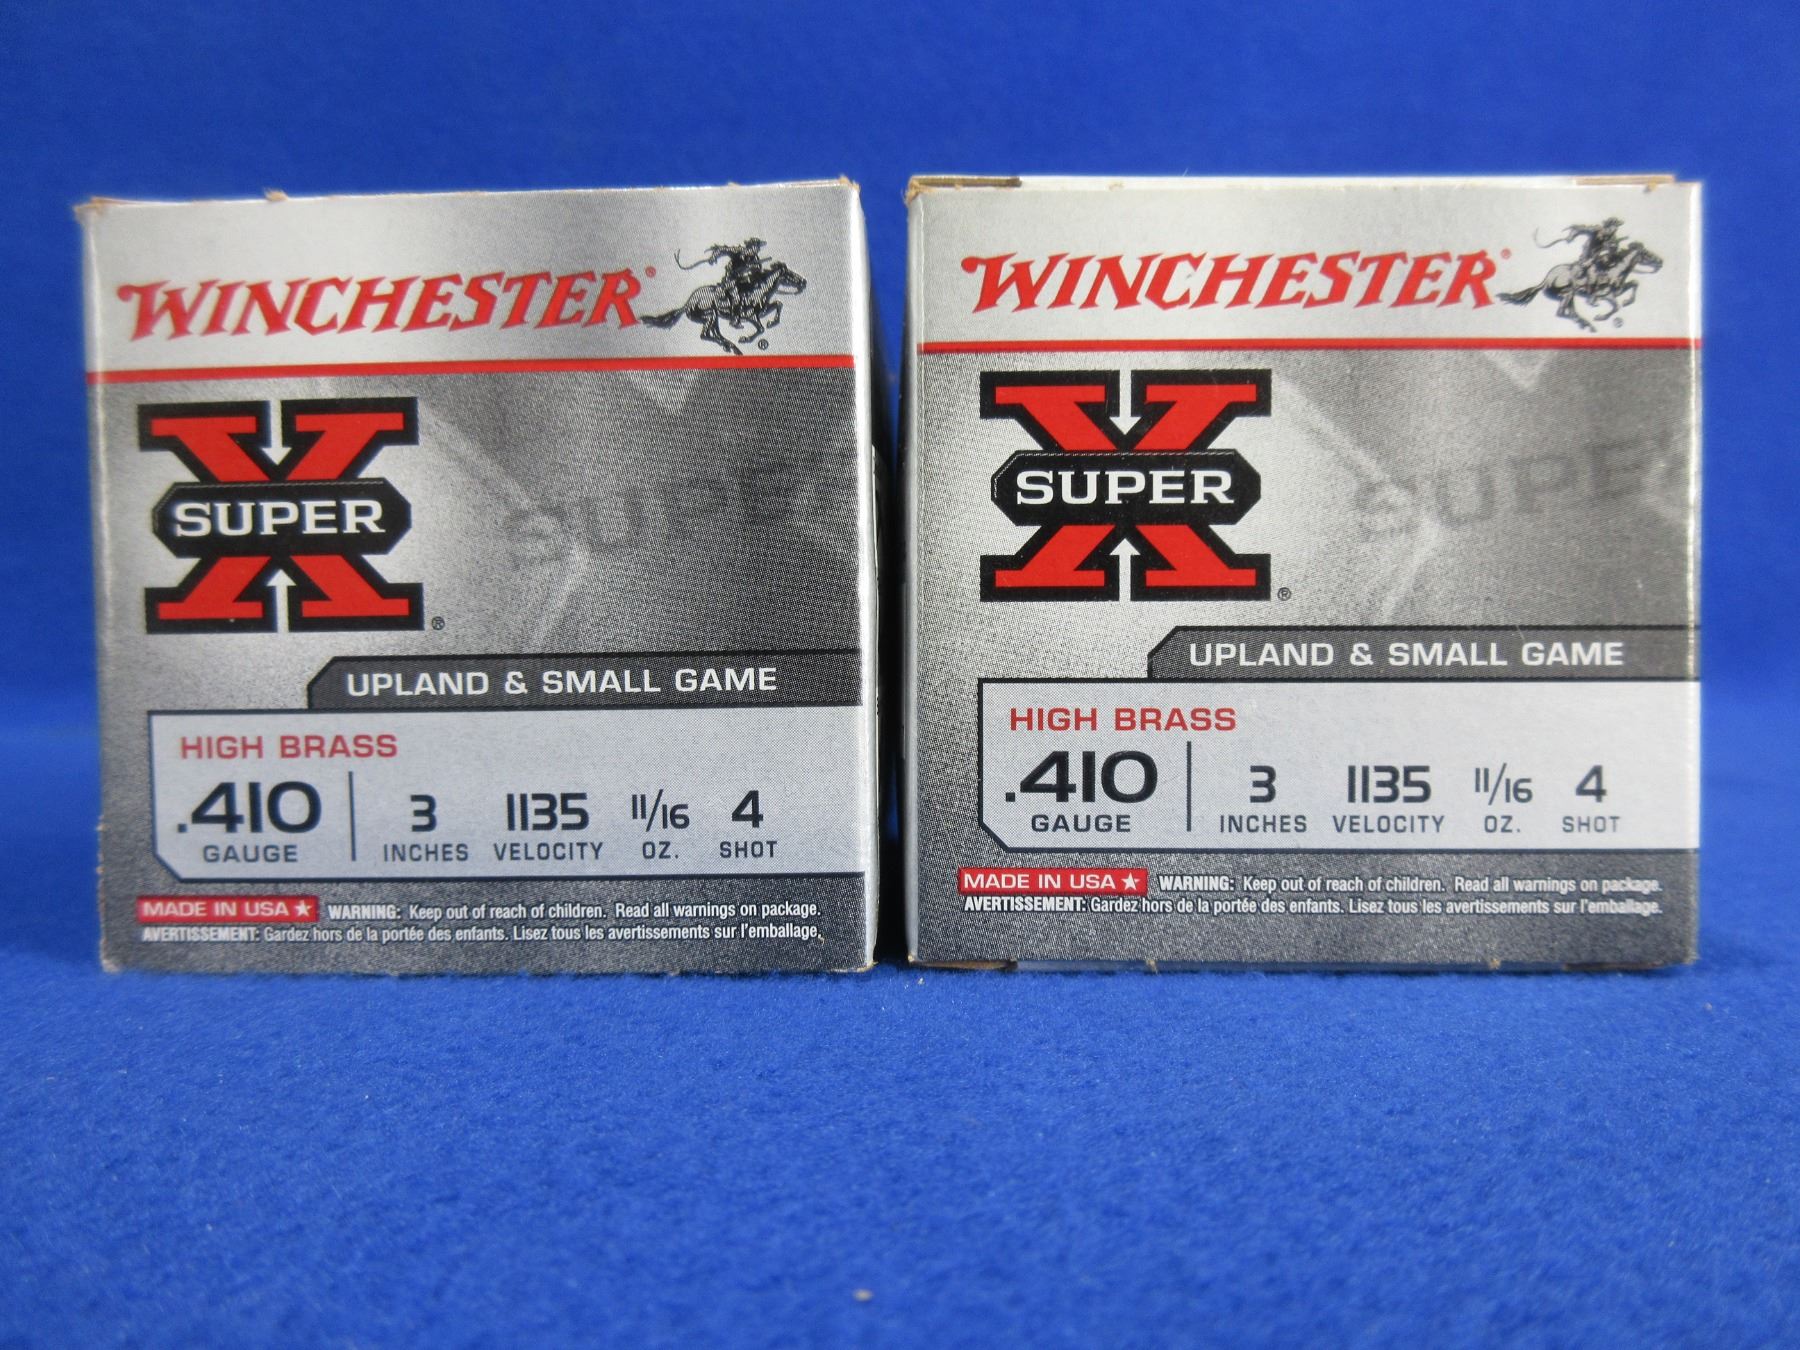 WINCHESTER®
®
X
SUPER
®
SUPER
UPLAND & SMALL GAME
HIGH BRASS
.410 3 1135 11/16 4
GAUGE INCHES VELOCITY OZ. SHOT
MADE IN USA ★ WARNING: Keep out of reach of children. Read all warnings on package.
AVERTISSEMENT: Gardez hors de la portée des enfants. Lisez tous les avertissements sur l'emballage.
WINCHESTER®
®
X
SUPER
®
SUPER
UPLAND & SMALL GAME
HIGH BRASS
.410 3 1135 11/16 4
GAUGE INCHES VELOCITY OZ. SHOT
MADE IN USA ★ WARNING: Keep out of reach of children. Read all warnings on package.
AVERTISSEMENT: Gardez hors de la portée des enfants. Lisez tous les avertissements sur l'emballage.